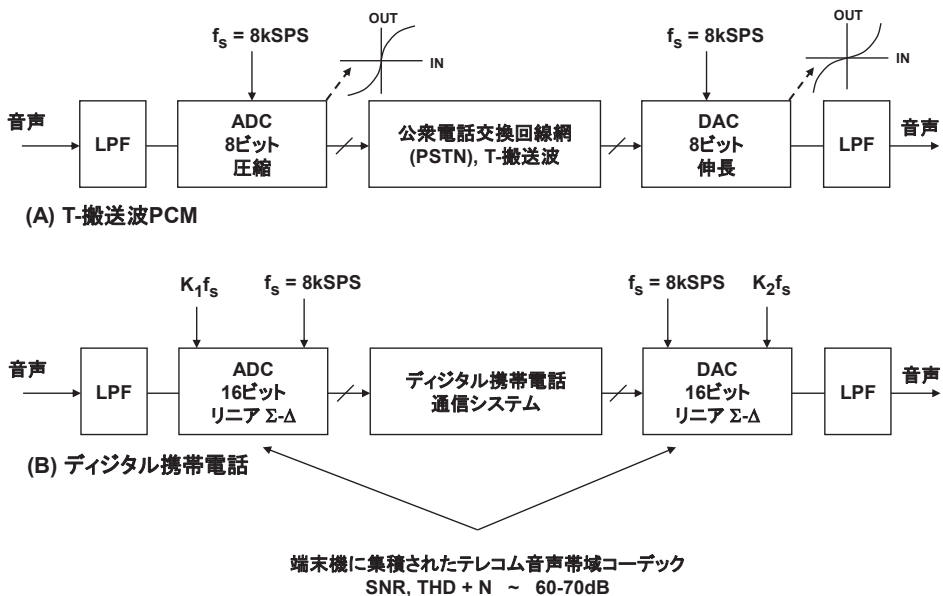 OUT
IN
fs = 8kSPS
OUT
IN
fs = 8kSPS
音声
LPF
ADC
8ビット
圧縮
公衆電話交換回線網
(PSTN), T-搬送波
DAC
8ビット
伸長
LPF
音声
(A) T-搬送波PCM
K1fs
fs = 8kSPS
fs = 8kSPS
K2fs
音声
LPF
ADC
16ビット
リニア Σ-Δ
ディジタル携帯電話
通信システム
DAC
16ビット
リニア Σ-Δ
LPF
音声
(B) ディジタル携帯電話
端末機に集積されたテレコム音声帯域コーデック
SNR, THD + N ~ 60-70dB